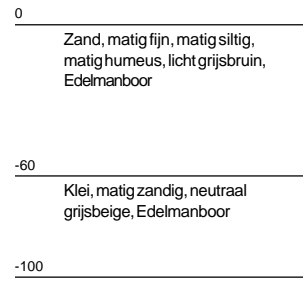 0
Zand, matig fijn, matig siltig,
matig humeus, licht grijsbruin,
Edelmanboor
-60
Klei, matig zandig, neutraal
grijsbeige, Edelmanboor
-100